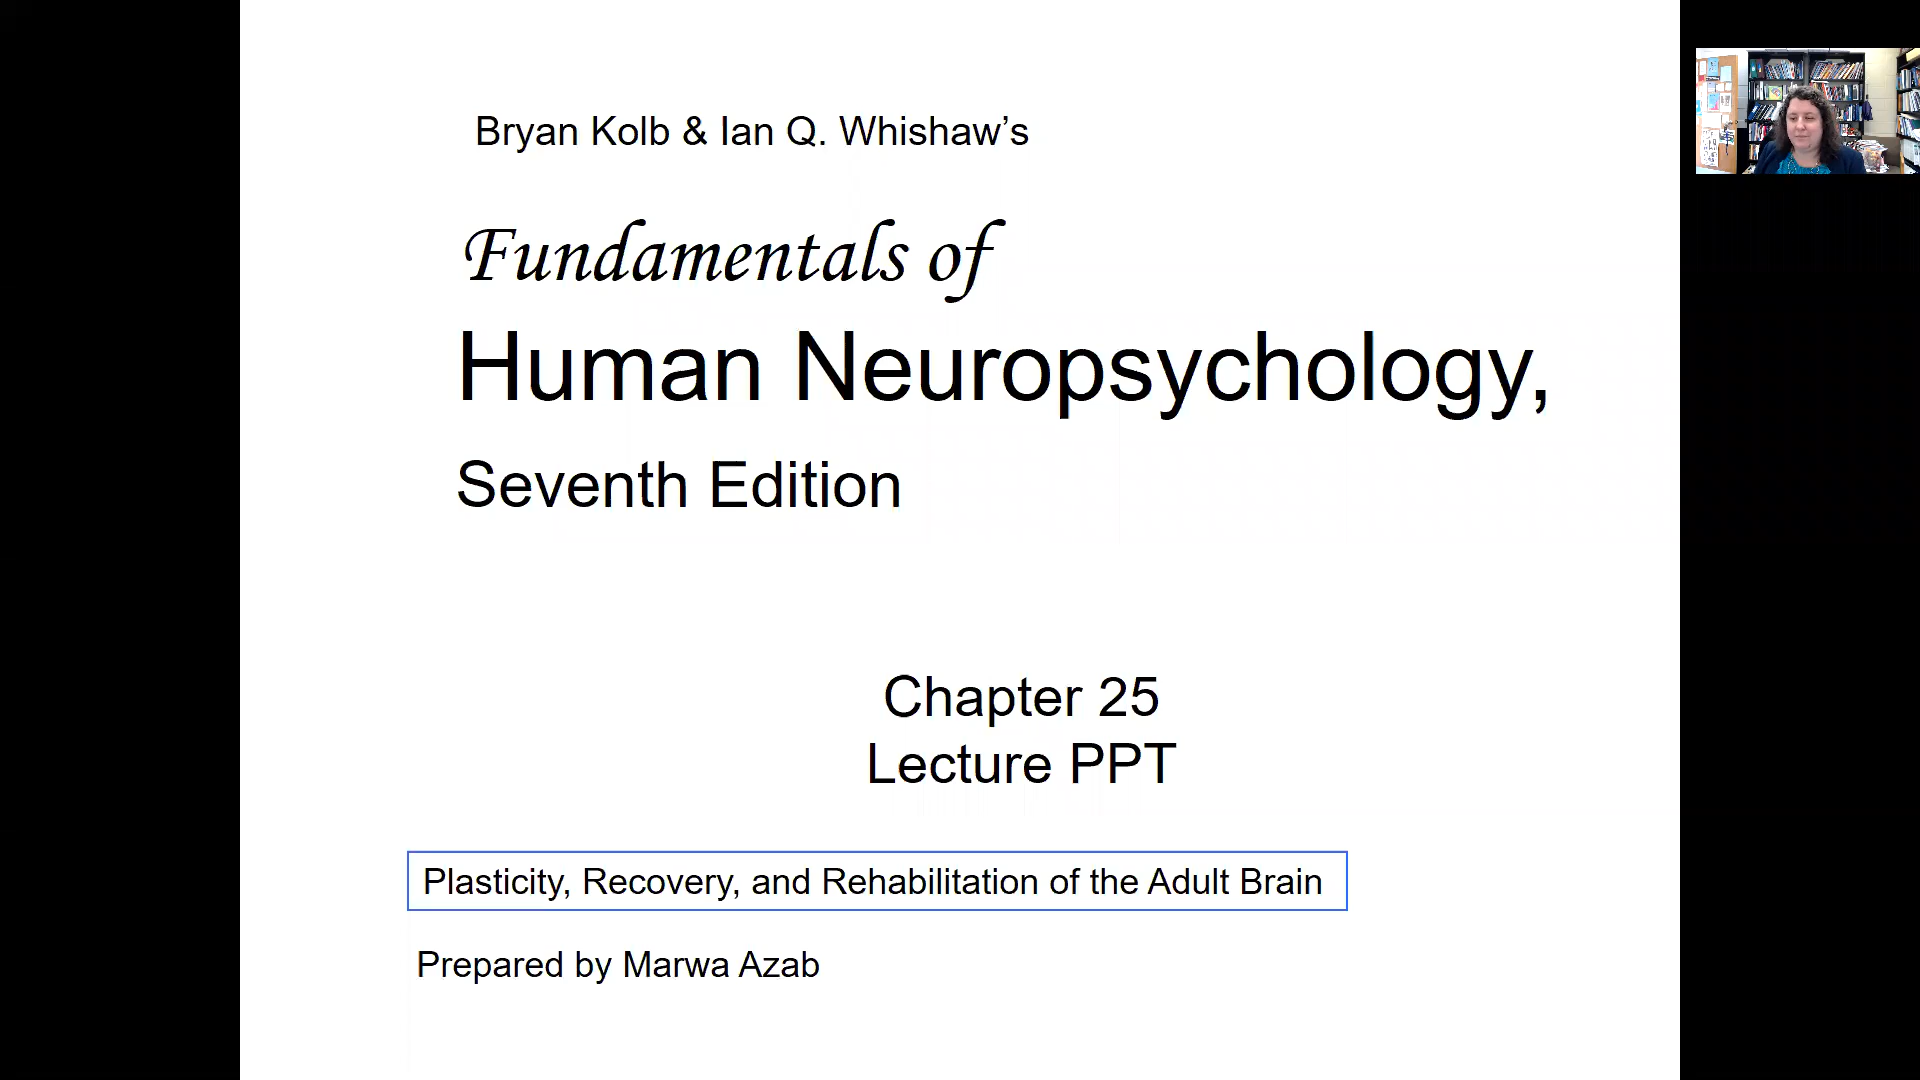 Bryan Kolb & Ian Q. Whishaw’s
Fundamentals of
Human Neuropsychology,
Seventh Edition
Chapter 25
Lecture PPT
Plasticity, Recovery, and Rehabilitation of the Adult Brain
Prepared by Marwa Azab